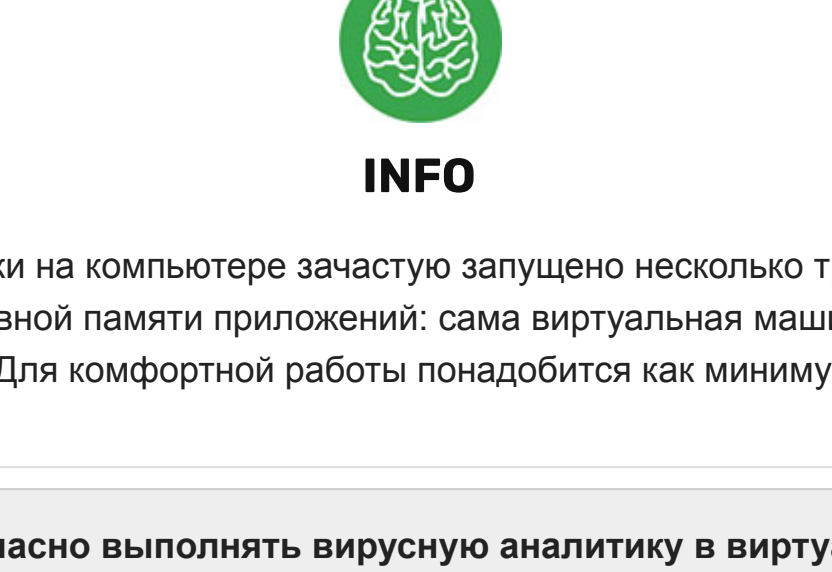 INFO
ки на компьютере зачастую запущено несколько т
вной памяти приложений: сама виртуальная маш
Для комфортной работы понадобится как миниму
пасно выполнять вирусную аналитику в вирту